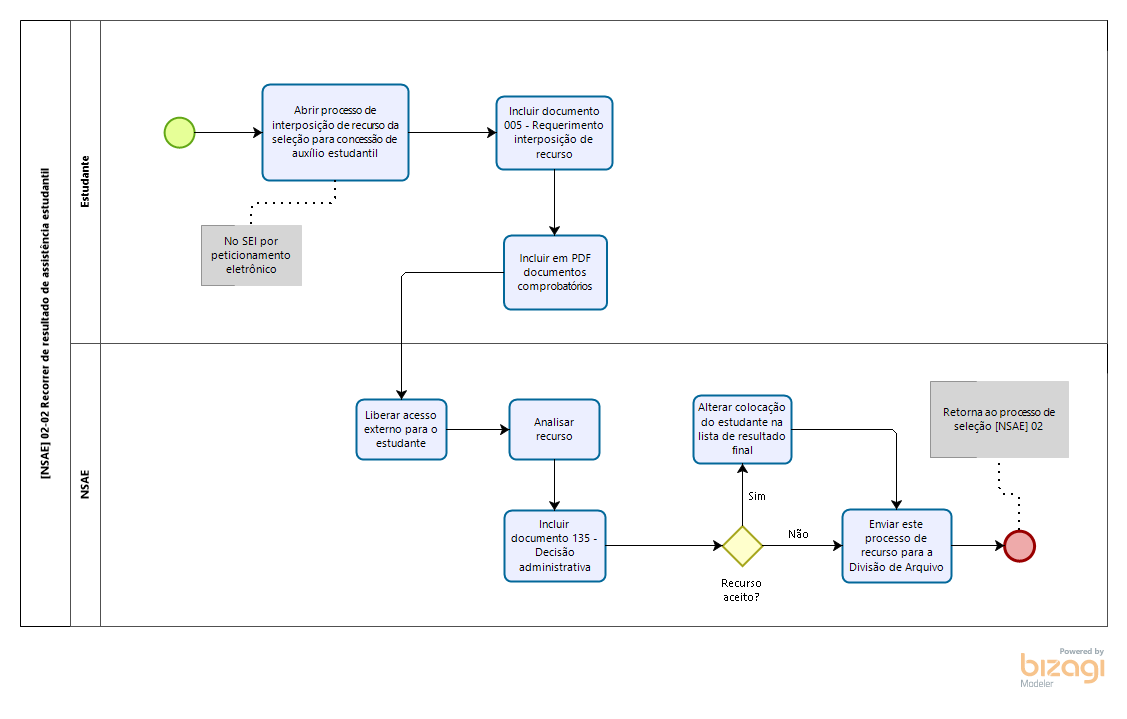 [NSAE] 02-02 Recorrer de resultado de assistência estudantil
Estudante
Abrir processo de
interposição de recurso da
seleção para concessão de
auxílio estudantil
Incluir documento
005 - Requerimento
interposição de
recurso
No SEI por
peticionamento
eletrônico
Incluir em PDF
documentos
comprobatórios
NSAE
Liberar acesso
externo para o
estudante
Analisar
recurso
Alterar colocação
do estudante na
lista de resultado
final
Retorna ao processo de
seleção [NSAE] 02
Sim
Incluir
documento 135 -
Decisão
administrativa
Não
Recurso
aceito?
Enviar este
processo de
recurso para a
Divisão de Arquivo
Powered by
bizagi
Modeler